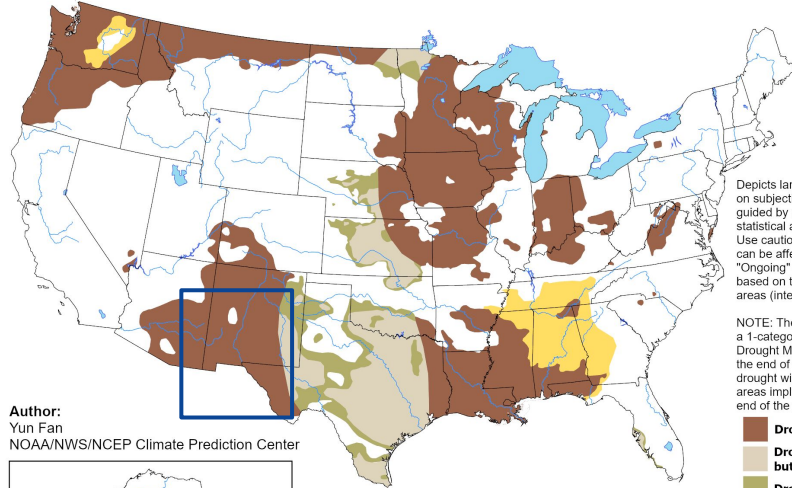 Depicts lar
on subject
guided by
statistical a
Use cautio
can be affe
"Ongoing"
based on t
areas (inte
NOTE: The
a 1-catego
Drought M
the end of
drought wi
areas impl
end of the
Author:
Yun Fan
NOAA/NWS/NCEP Climate Prediction Center
Dro
Dro
but
Dro